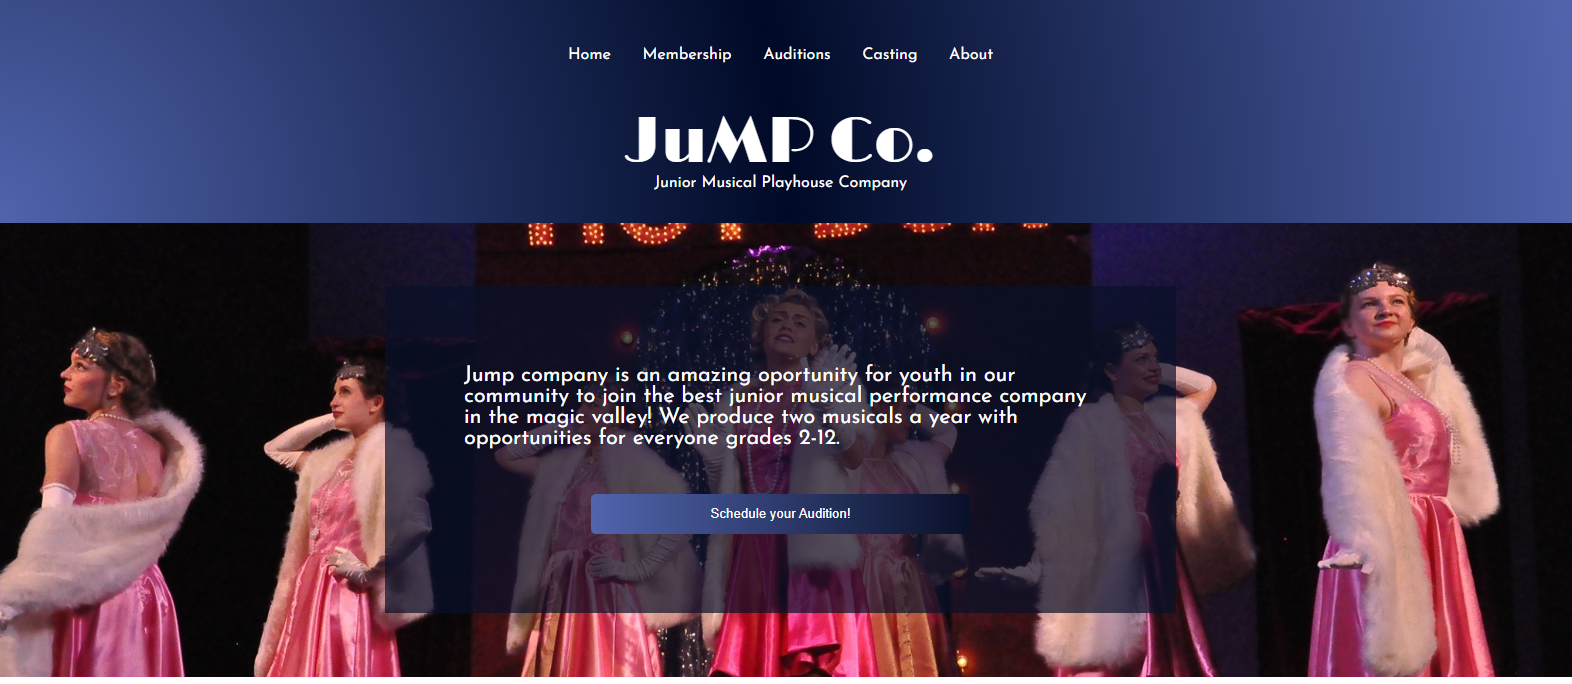 Home Membership Auditions Casting About
JuMP Co.
Junior Musical Playhouse Company
Jump company is an amazing oportunity for youth in our
community to join the best junior musical performance company
in the magic valley! We produce two musicals a year with
opportunities for everyone grades 2-12.
Schedule your Audition!